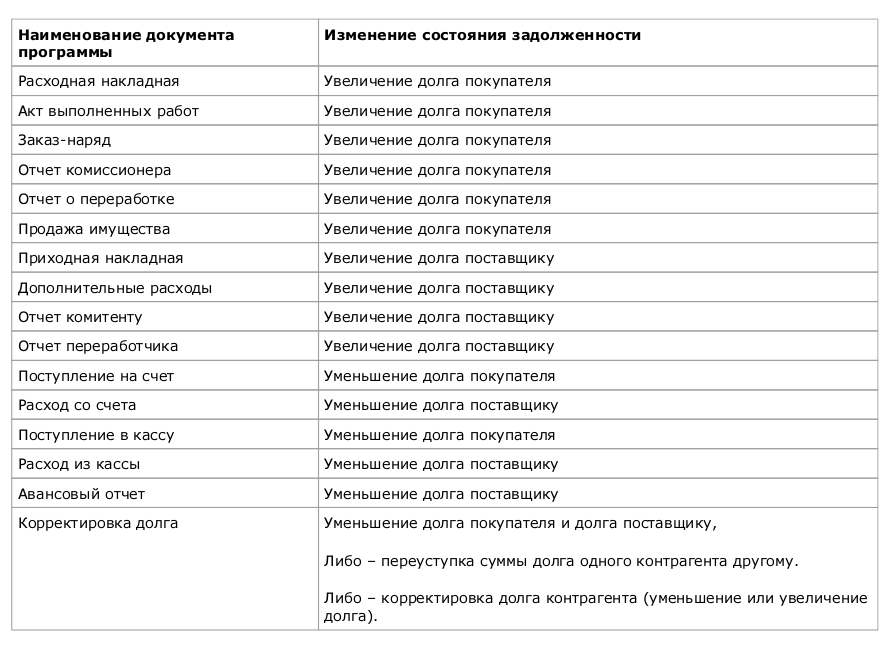 Наименование документа
программы
Изменение состояния задолженности
Расходная накладная
Увеличение долга покупателя
Акт выполненных работ
Увеличение долга покупателя
Заказ-наряд
Увеличение долга покупателя
Отчет комиссионера
Увеличение долга покупателя
Отчет о переработке
Увеличение долга покупателя
Продажа имущества
Увеличение долга покупателя
Приходная накладная
Увеличение долга поставщику
Дополнительные расходы
Увеличение долга поставщику
Отчет комитенту
Увеличение долга поставщику
Отчет переработчика
Увеличение долга поставщику
Поступление на счет
Уменьшение долга покупателя
Расход со счета
Уменьшение долга поставщику
Поступление в кассу
Уменьшение долга покупателя
Расход из кассы
Уменьшение долга поставщику
Авансовый отчет
Уменьшение долга поставщику
Корректировка долга
Уменьшение долга покупателя и долга поставщику,
Либо – переуступка суммы долга одного контрагента другому.
Либо – корректировка долга контрагента (уменьшение или увеличение
долга).